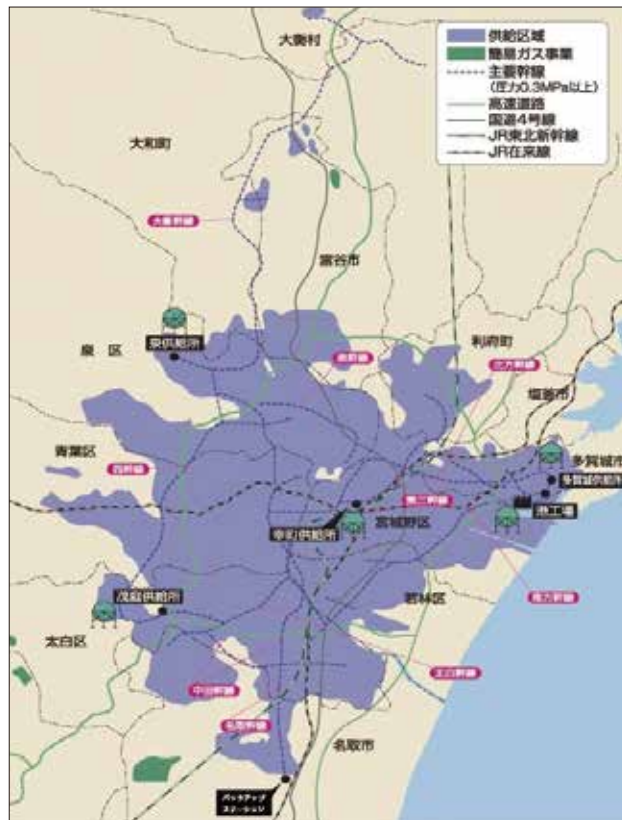 供給区域
簡易ガス事業
主要幹線
(圧力0.3MPa以上)
高速道路
国道4号線
JR東北新幹線
JR在来線
大衡村
大和町
大衡幹線
富谷市
泉供給所
泉区
利府町
北方幹線
塩釜市
青葉区
西幹線
多賀城市
多賀城供給所
港工場
宮城野区
幸町供給所
南方幹線
茂庭供給所
若林区
太白区
太白幹線
中田幹線
名取幹線
名取市
バックアップ
ステーション